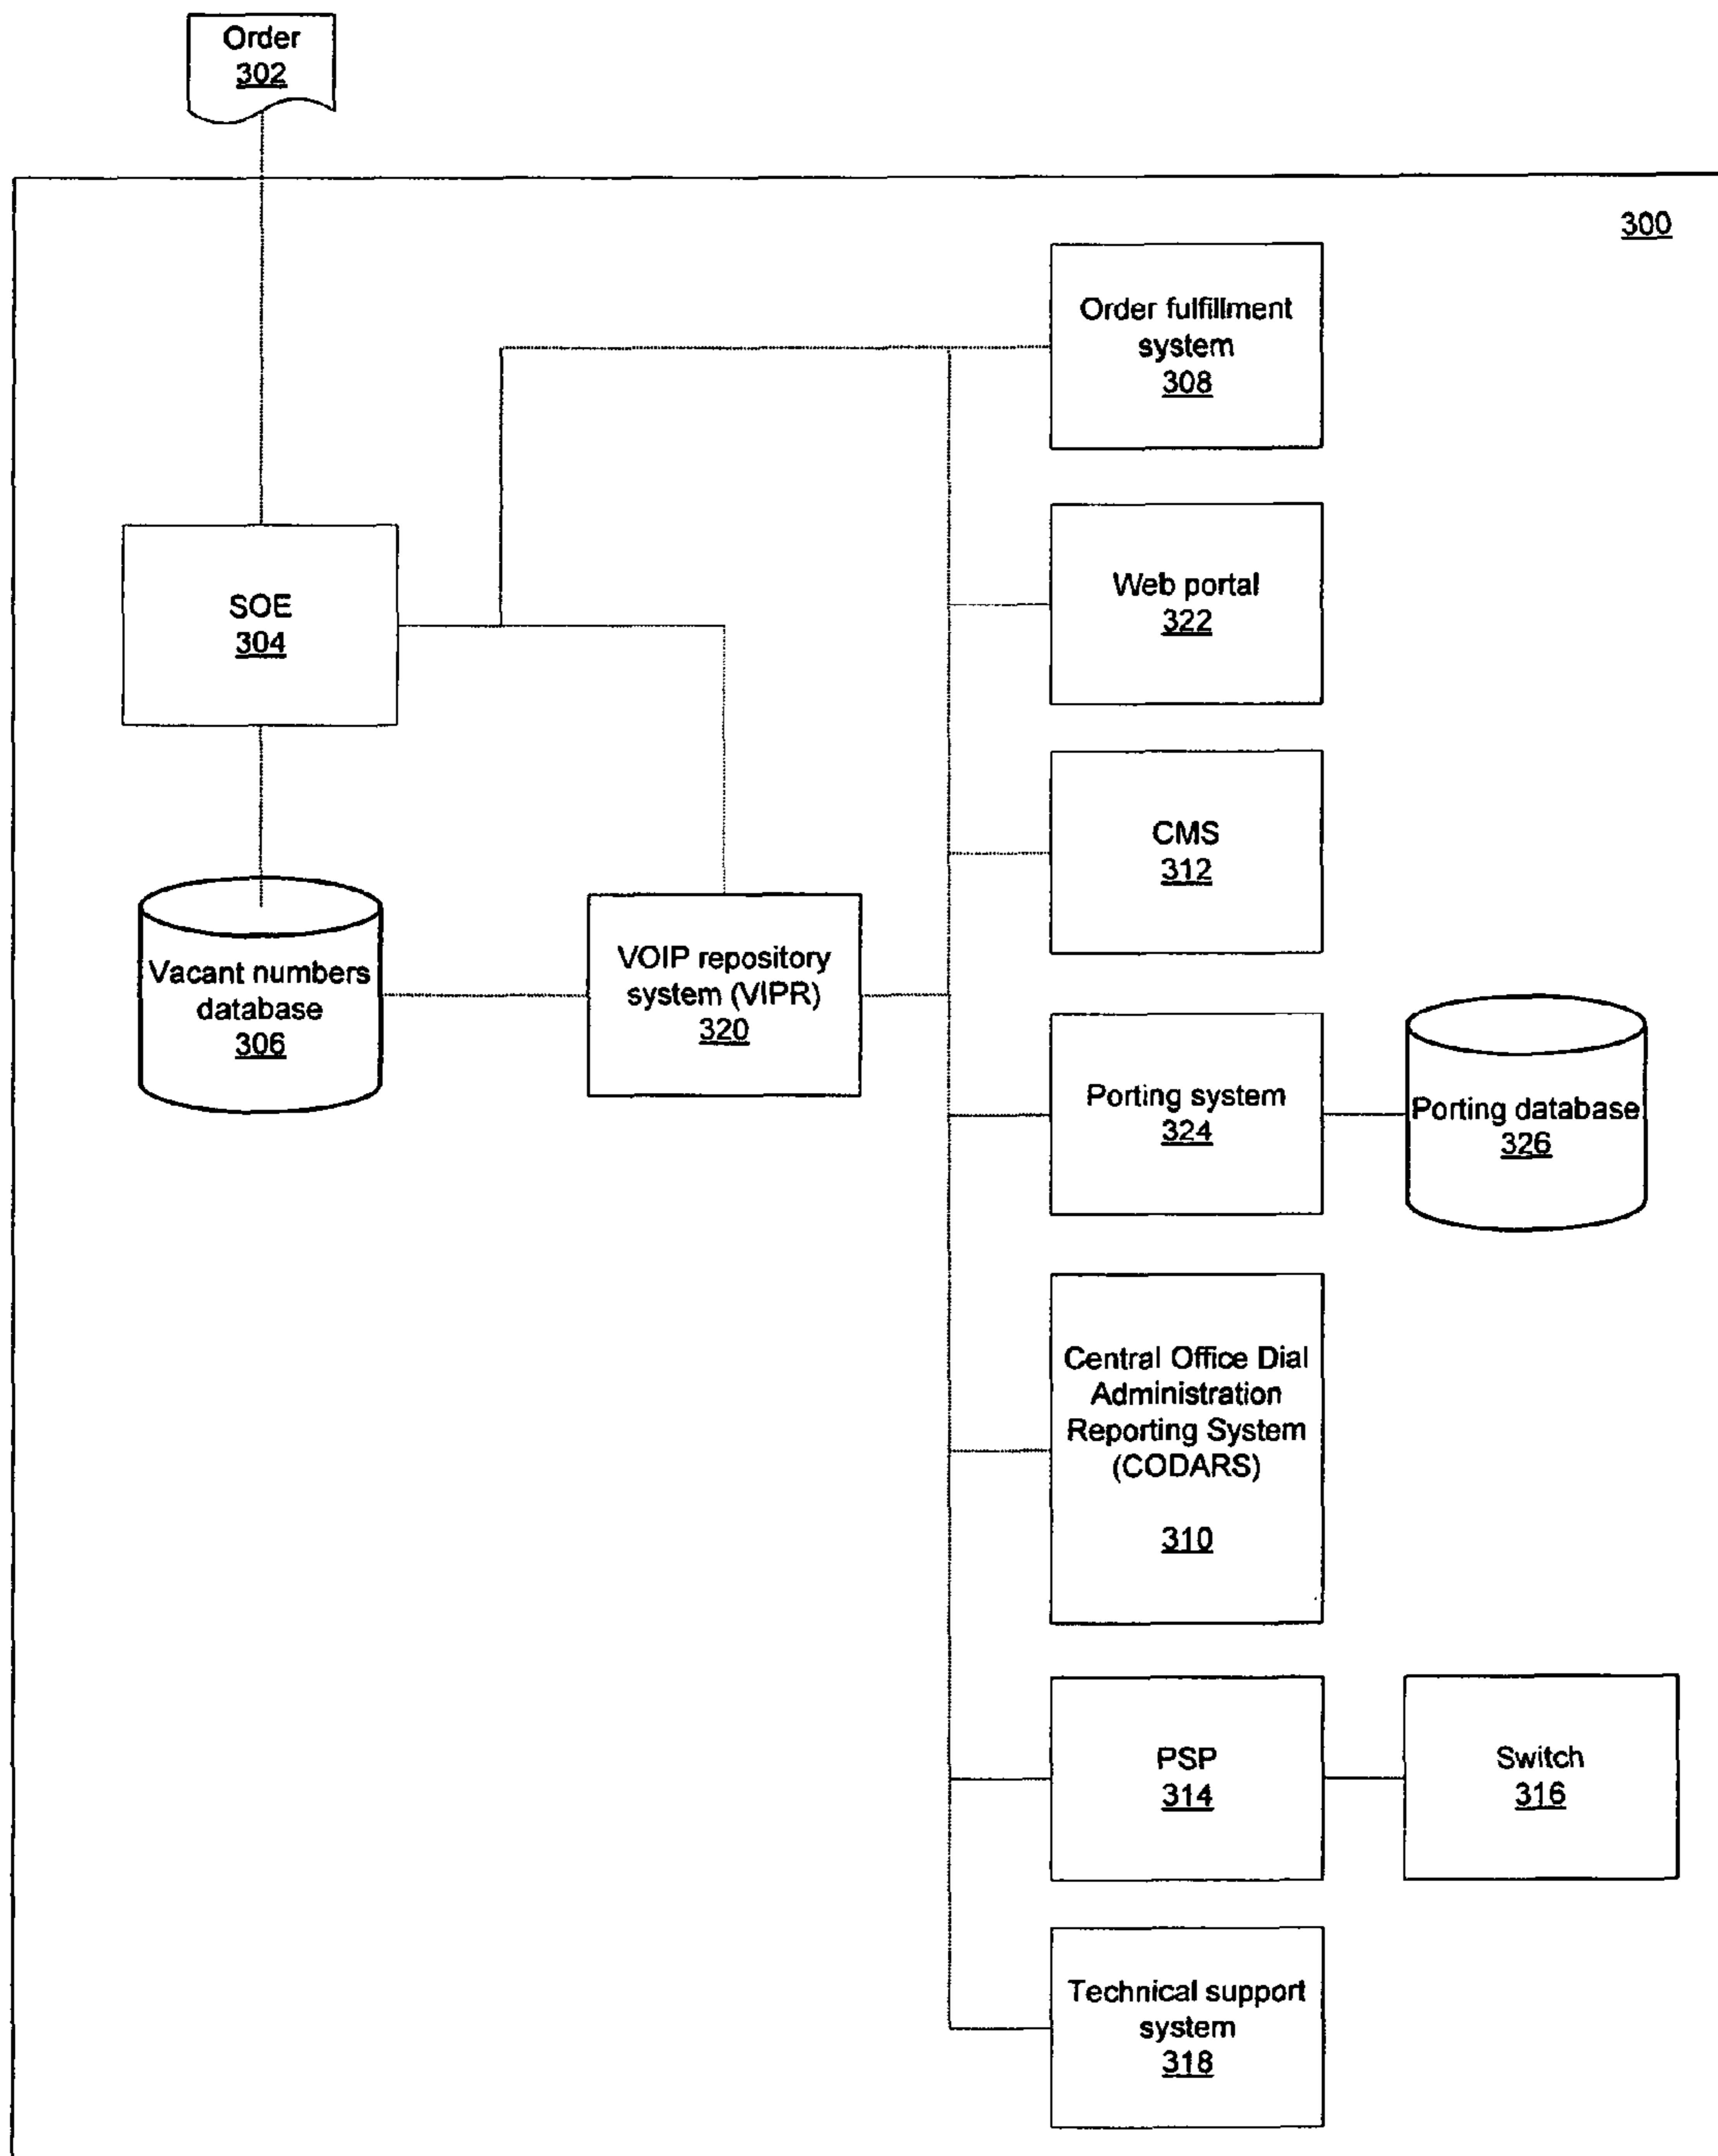 Order
302
300
Order fulfillment
system
308
Web portal
322
SOE
304
CMS
312
Vacant numbers
database
306
VOIP repository
system (VIPR)
320
Porting system
324
Porting database
326
Central Office Dial
Administration
Reporting System
(CODARS)
310
PSP
314
Switch
316
Technical support
system
318